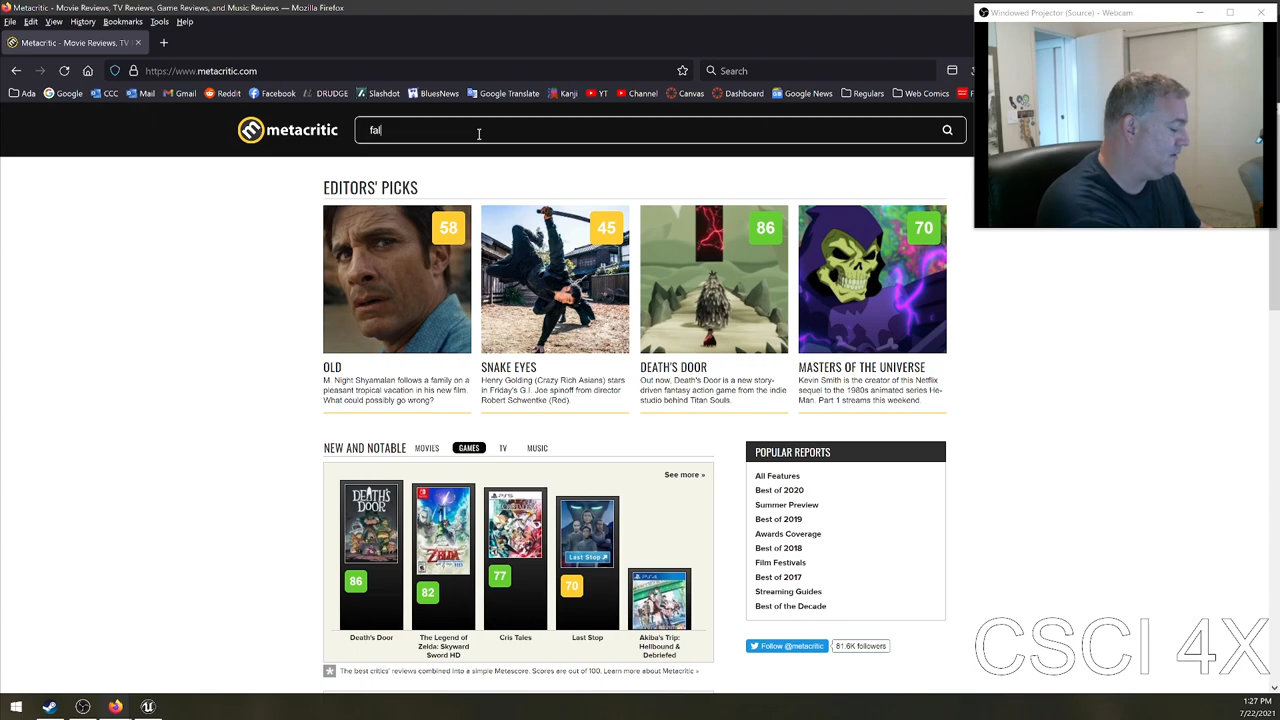 Metacritic - Movie Reviews, TV Reviews, Game Reviews, and Music Reviews — Mozilla Firefox
File Edit View History Bookmarks Tools Help
Metacritic - Movie Reviews, TV
https://www.metacritic.com
Search
Ada Google CCC Mail Gmail Reddit Facebook DRUDGE Slashdot BluesNews Google Translate Kanji YT Channel Canvas Dashboard Google News Regulars Web Comics
Windowed Projector (Source) - Webcam
metacritic
fal
EDITORS' PICKS
58
45
86
70
OLD
M. Night Shyamalan follows a family on a
pleasant tropical vacation in his new film.
What could possibly go wrong?
SNAKE EYES
Henry Golding (Crazy Rich Asians) stars
in Friday's G.I. Joe spinoff from director
Robert Schwentke (Red).
DEATH'S DOOR
Out now, Death's Door is a new story-
driven fantasy action game from the indie
studio behind Titan Souls.
MASTERS OF THE UNIVERSE
Kevin Smith is the creator of this Netflix
sequel to the 1980s animated series He-
Man. Part 1 streams this weekend.
NEW AND NOTABLE MOVIES GAMES TV MUSIC
See more »
DEATH'S DOOR
86
Death's Door
ZELDA
82
The Legend of
Zelda: Skyward
Sword HD
PS5
77
Cris Tales
Last Stop
70
Last Stop
PS4
Akiba's Trip:
Hellbound &
Debriefed
The best critics' reviews combined into a simple Metascore. Scores are out of 100. Learn more about Metacritic »
POPULAR REPORTS
All Features
Best of 2020
Summer Preview
Best of 2019
Awards Coverage
Best of 2018
Film Festivals
Best of 2017
Streaming Guides
Best of the Decade
Follow @metacritic 81.6K followers
CSCI 4X
1:27 PM
7/22/2021